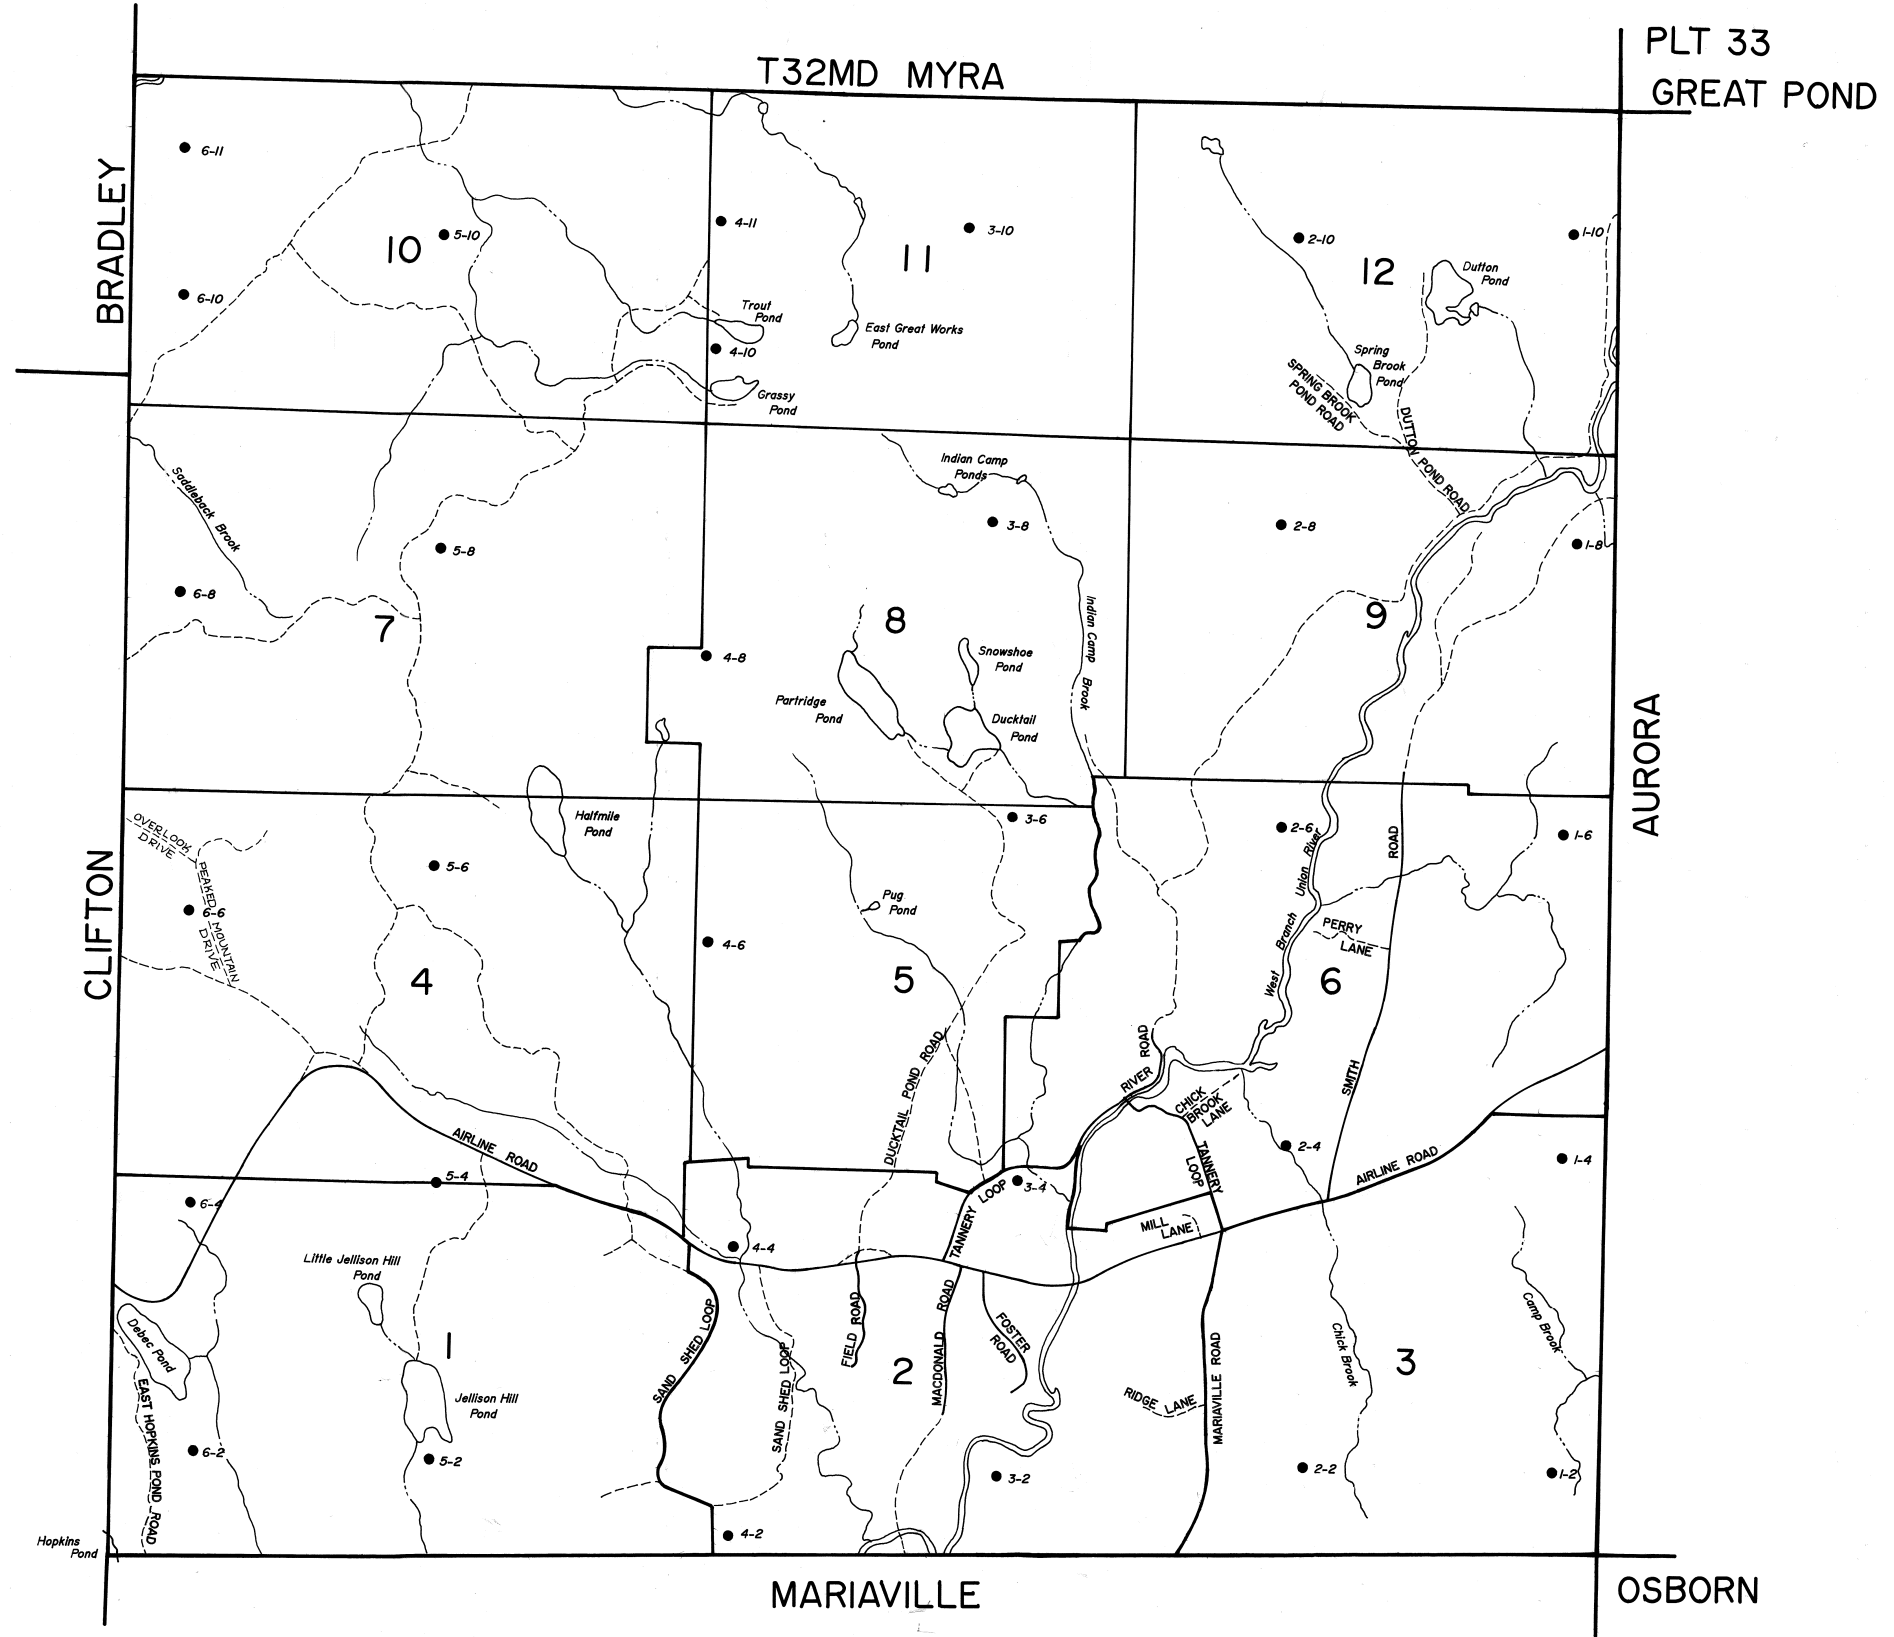 PLT 33
GREAT POND
T32MD MYRA
BRADLEY
CLIFTON
AURORA
MARIAVILLE
OSBORN
6-11
5-10
10
6-10
4-11
11
3-10
Trout
Pond
4-10
East Great Works
Pond
Grassy
Pond
2-10
1-10
12
Dutton
Pond
Spring
Brook
Pond
SPRING BROOK
POND ROAD
DUTTON POND ROAD
Saddleback Brook
5-8
6-8
7
Indian Camp
Ponds
3-8
8
4-8
Snowshoe
Pond
Partridge
Pond
Ducktail
Pond
Indian Camp Brook
2-8
1-8
9
OVERLOOK
DRIVE
PEAKED MOUNTAIN
DRIVE
5-6
6-6
4
Halfmile
Pond
3-6
Pug
Pond
4-6
5
DUCKTAIL POND ROAD
2-6
1-6
West Branch Union River
PERRY
LANE
6
SMITH ROAD
RIVER ROAD
CHICK
BROOK
LANE
TANNERY
LOOP
2-4
1-4
AIRLINE ROAD
AIRLINE ROAD
5-4
6-4
4-4
3-4
TANNERY LOOP
MILL
LANE
Little Jellison Hill
Pond
Debec Pond
1
Jellison Hill
Pond
EAST HOPKINS POND ROAD
6-2
5-2
Hopkins
Pond
SAND SHED LOOP
SAND SHED LOOP
FIELD ROAD
2
MACDONALD ROAD
FOSTER
ROAD
3-2
4-2
RIDGE LANE
MARIAVILLE ROAD
Chick Brook
3
Camp Brook
2-2
1-2